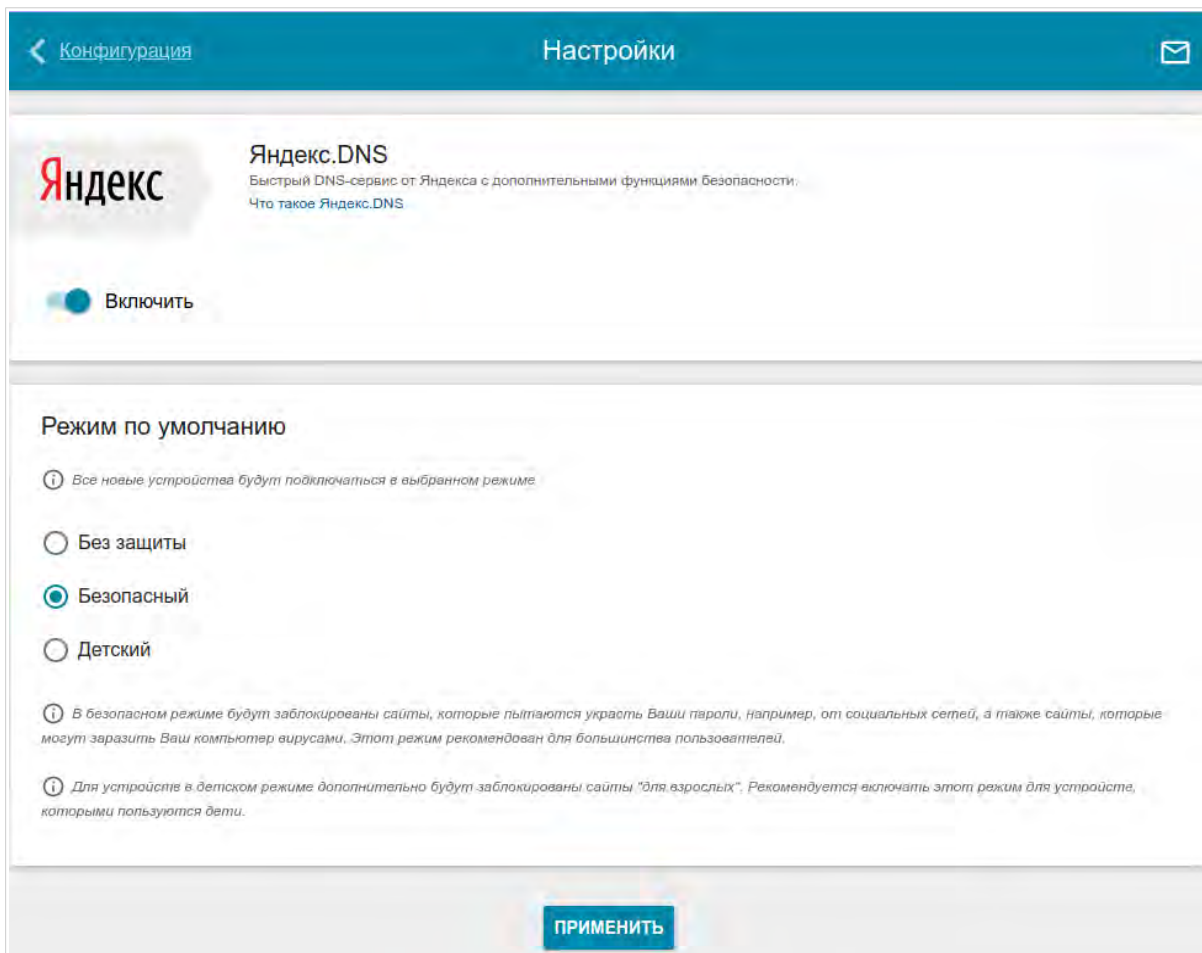 Конфигурация
Настройки
Яндекс
Яндекс.DNS
Быстрый DNS-сервис от Яндекса с дополнительными функциями безопасности.
Что такое Яндекс.DNS
Включить
Режим по умолчанию
Все новые устройства будут подключаться в выбранном режиме
Без защиты
Безопасный
Детский
В безопасном режиме будут заблокированы сайты, которые пытаются украсть Ваши пароли, например, от социальных сетей, а также сайты, которые
могут заразить Ваш компьютер вирусами. Этот режим рекомендован для большинства пользователей.
Для устройств в детском режиме дополнительно будут заблокированы сайты "для взрослых". Рекомендуется включать этот режим для устройств,
которыми пользуются дети.
ПРИМЕНИТЬ